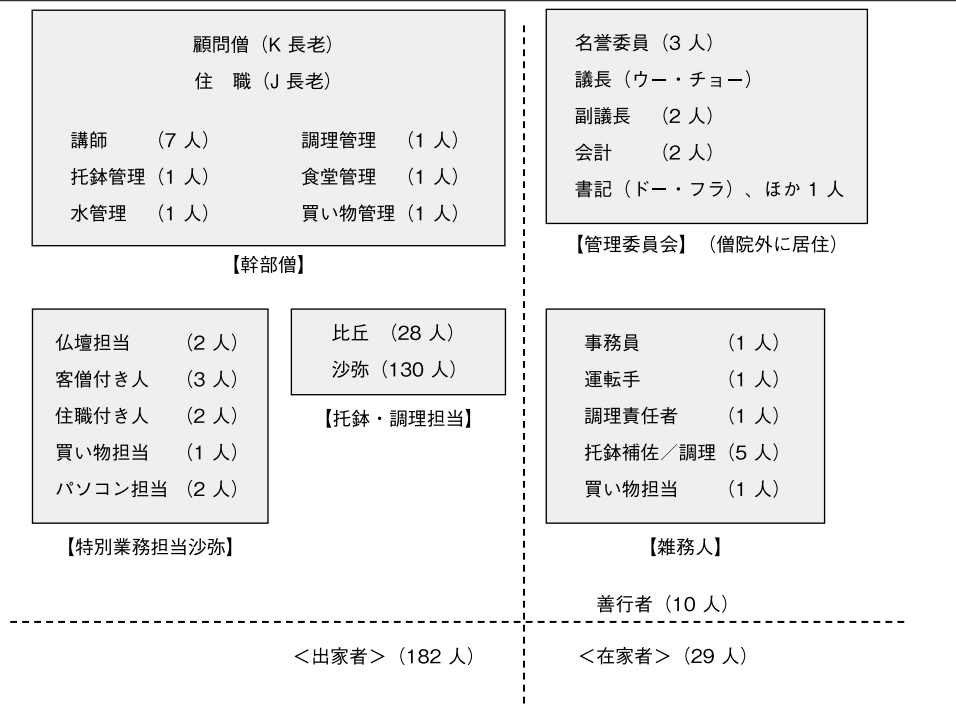 顧問僧（K 長老）
住　職（J 長老）
講師　　（7 人）　調理管理　（1 人）
托鉢管理（1 人）　食堂管理　（1 人）
水管理　（1 人）　買い物管理（1 人）
【幹部僧】
名誉委員（3 人）
議長（ウー・チョー）
副議長　（2 人）
会計　　（2 人）
書記（ドー・フラ）、ほか 1 人
【管理委員会】（僧院外に居住）
仏壇担当　　（2 人）
客僧付き人　（3 人）
住職付き人　（2 人）
買い物担当　（1 人）
パソコン担当（2 人）
【特別業務担当沙弥】
比丘　（28 人）
沙弥（130 人）
【托鉢・調理担当】
事務員　　　　（1 人）
運転手　　　　（1 人）
調理責任者　　（1 人）
托鉢補佐／調理（5 人）
買い物担当　　（1 人）
【雑務人】
善行者（10 人）
＜出家者＞（182 人）
＜在家者＞（29 人）